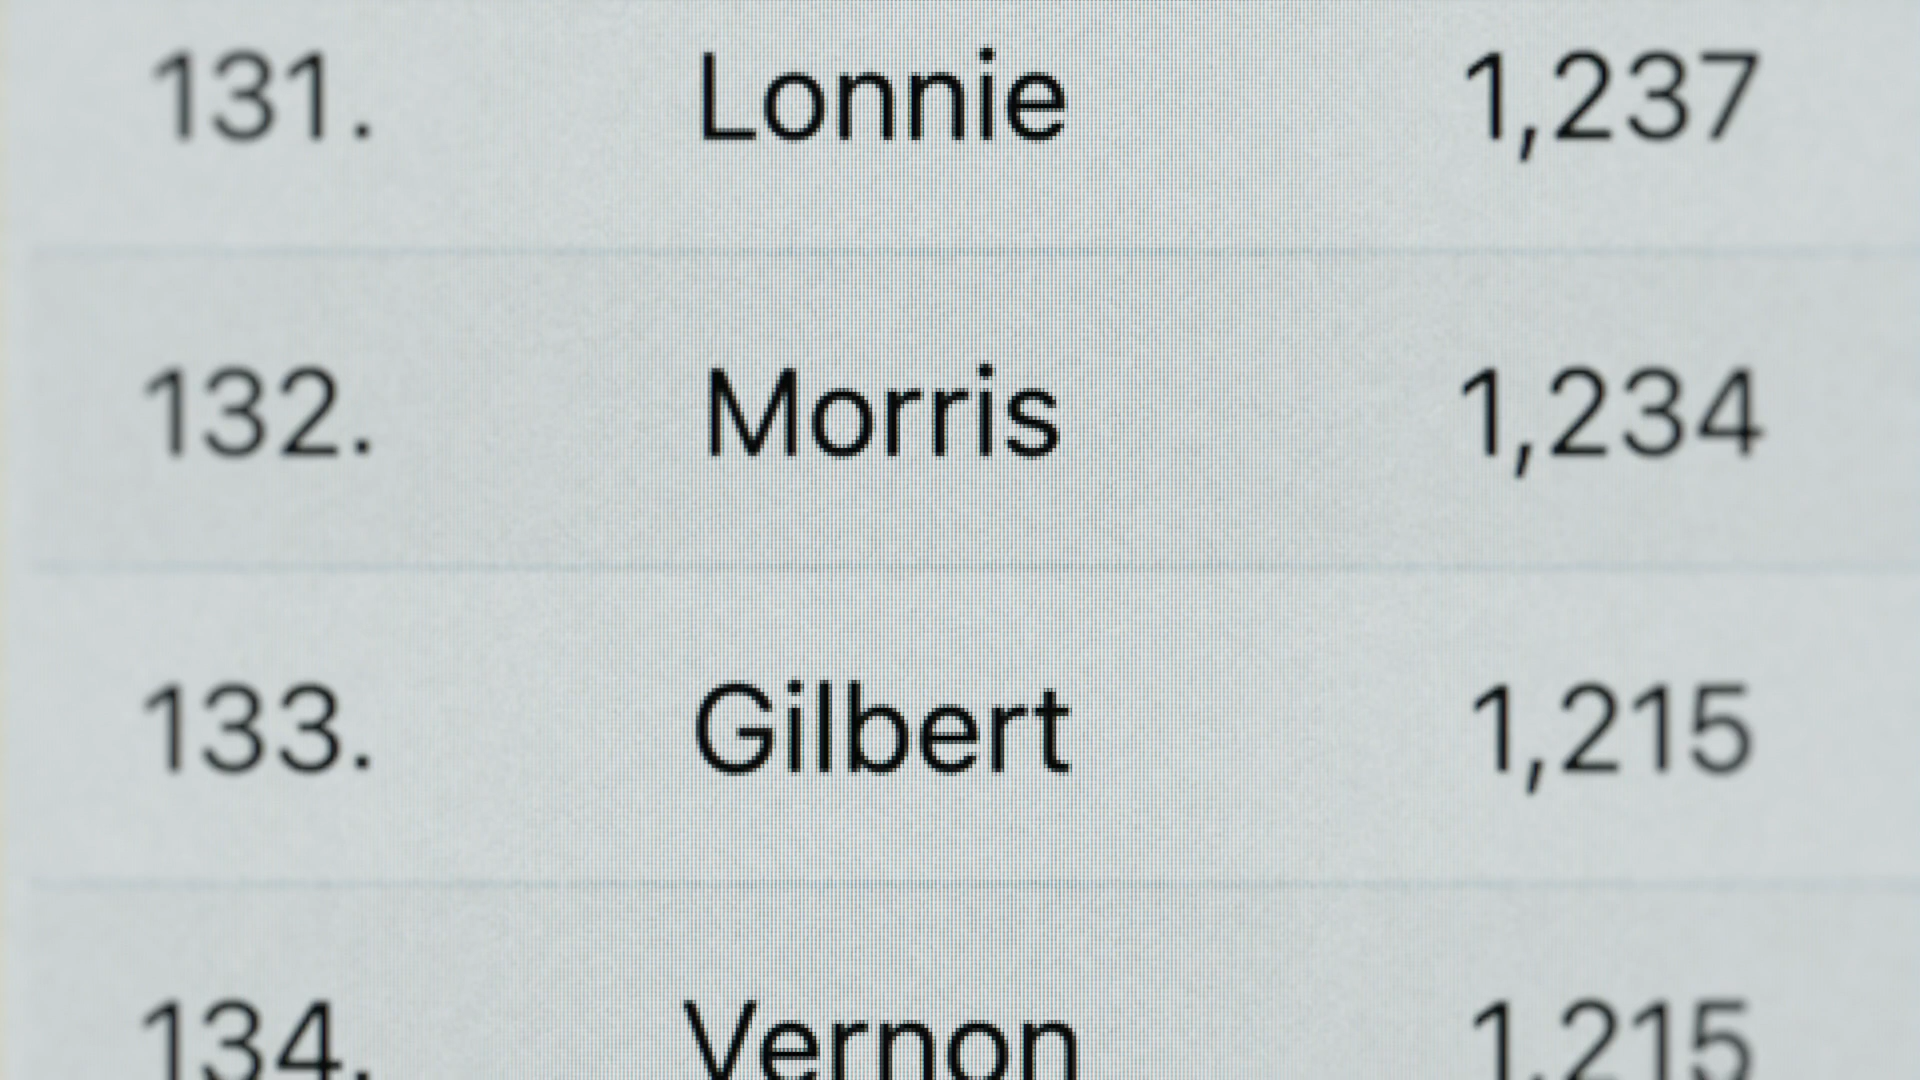 131. Lonnie 1,237
132. Morris 1,234
133. Gilbert 1,215
134. Vernon 1,215